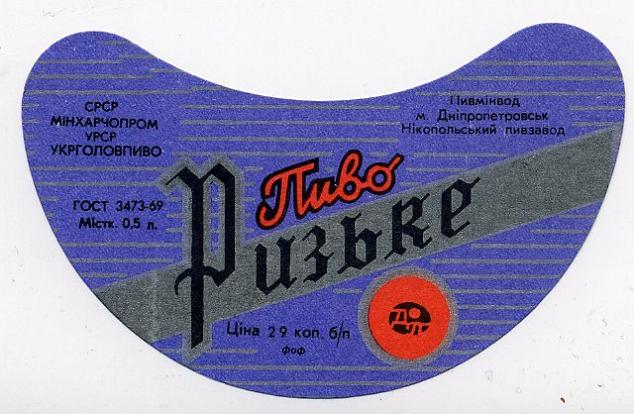 СРСР
МІНХАРЧОПРОМ
УРСР
УКРГОЛОВПИВО
Пивмінвод
м. Дніпропетровськ
Нікопольський пивзавод
ГОСТ 3473-69
Містк. 0,5 л.
Пиво
Ризьке
Ціна 29 коп. б/п
фоф